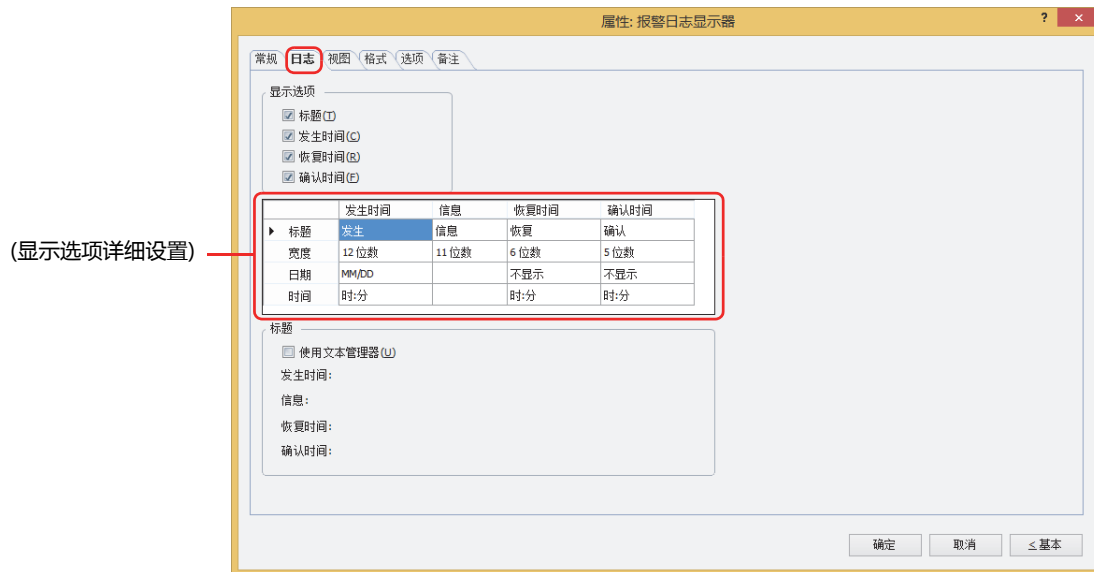 属性: 报警日志显示器 ? ×
常规 日志 视图 格式 选项 备注
显示选项
标题(T)
发生时间(C)
恢复时间(R)
确认时间(F)
(显示选项详细设置)
发生时间 信息 恢复时间 确认时间
标题 发生 信息 恢复 确认
宽度 12 位数 11 位数 6 位数 5 位数
日期 MM/DD 不显示 不显示
时间 时:分 时:分 时:分
标题
使用文本管理器(U)
发生时间:
信息:
恢复时间:
确认时间:
确定 取消 ≤基本